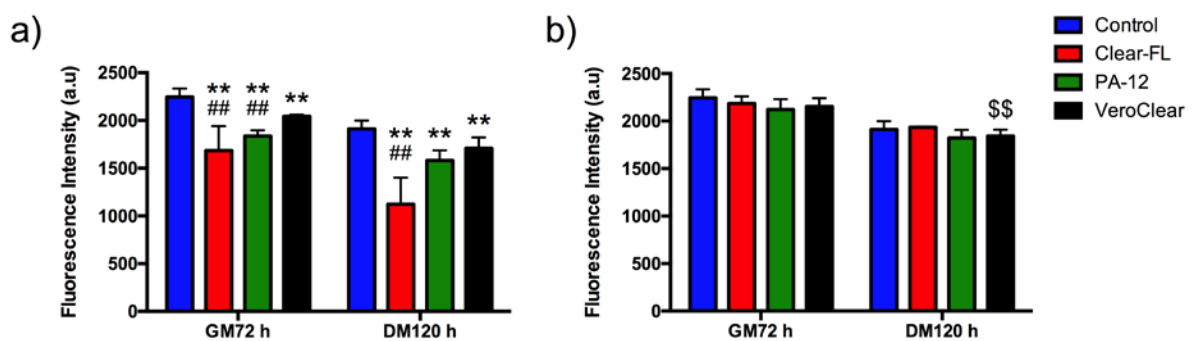 a)
Fluorescence Intensity (a.u)
2500
2000
1500
1000
500
0
**
##
**
##
**
**
##
**
**
GM72 h
DM120 h
b)
Fluorescence Intensity (a.u)
2500
2000
1500
1000
500
0
$$
GM72 h
DM120 h
Control
Clear-FL
PA-12
VeroClear